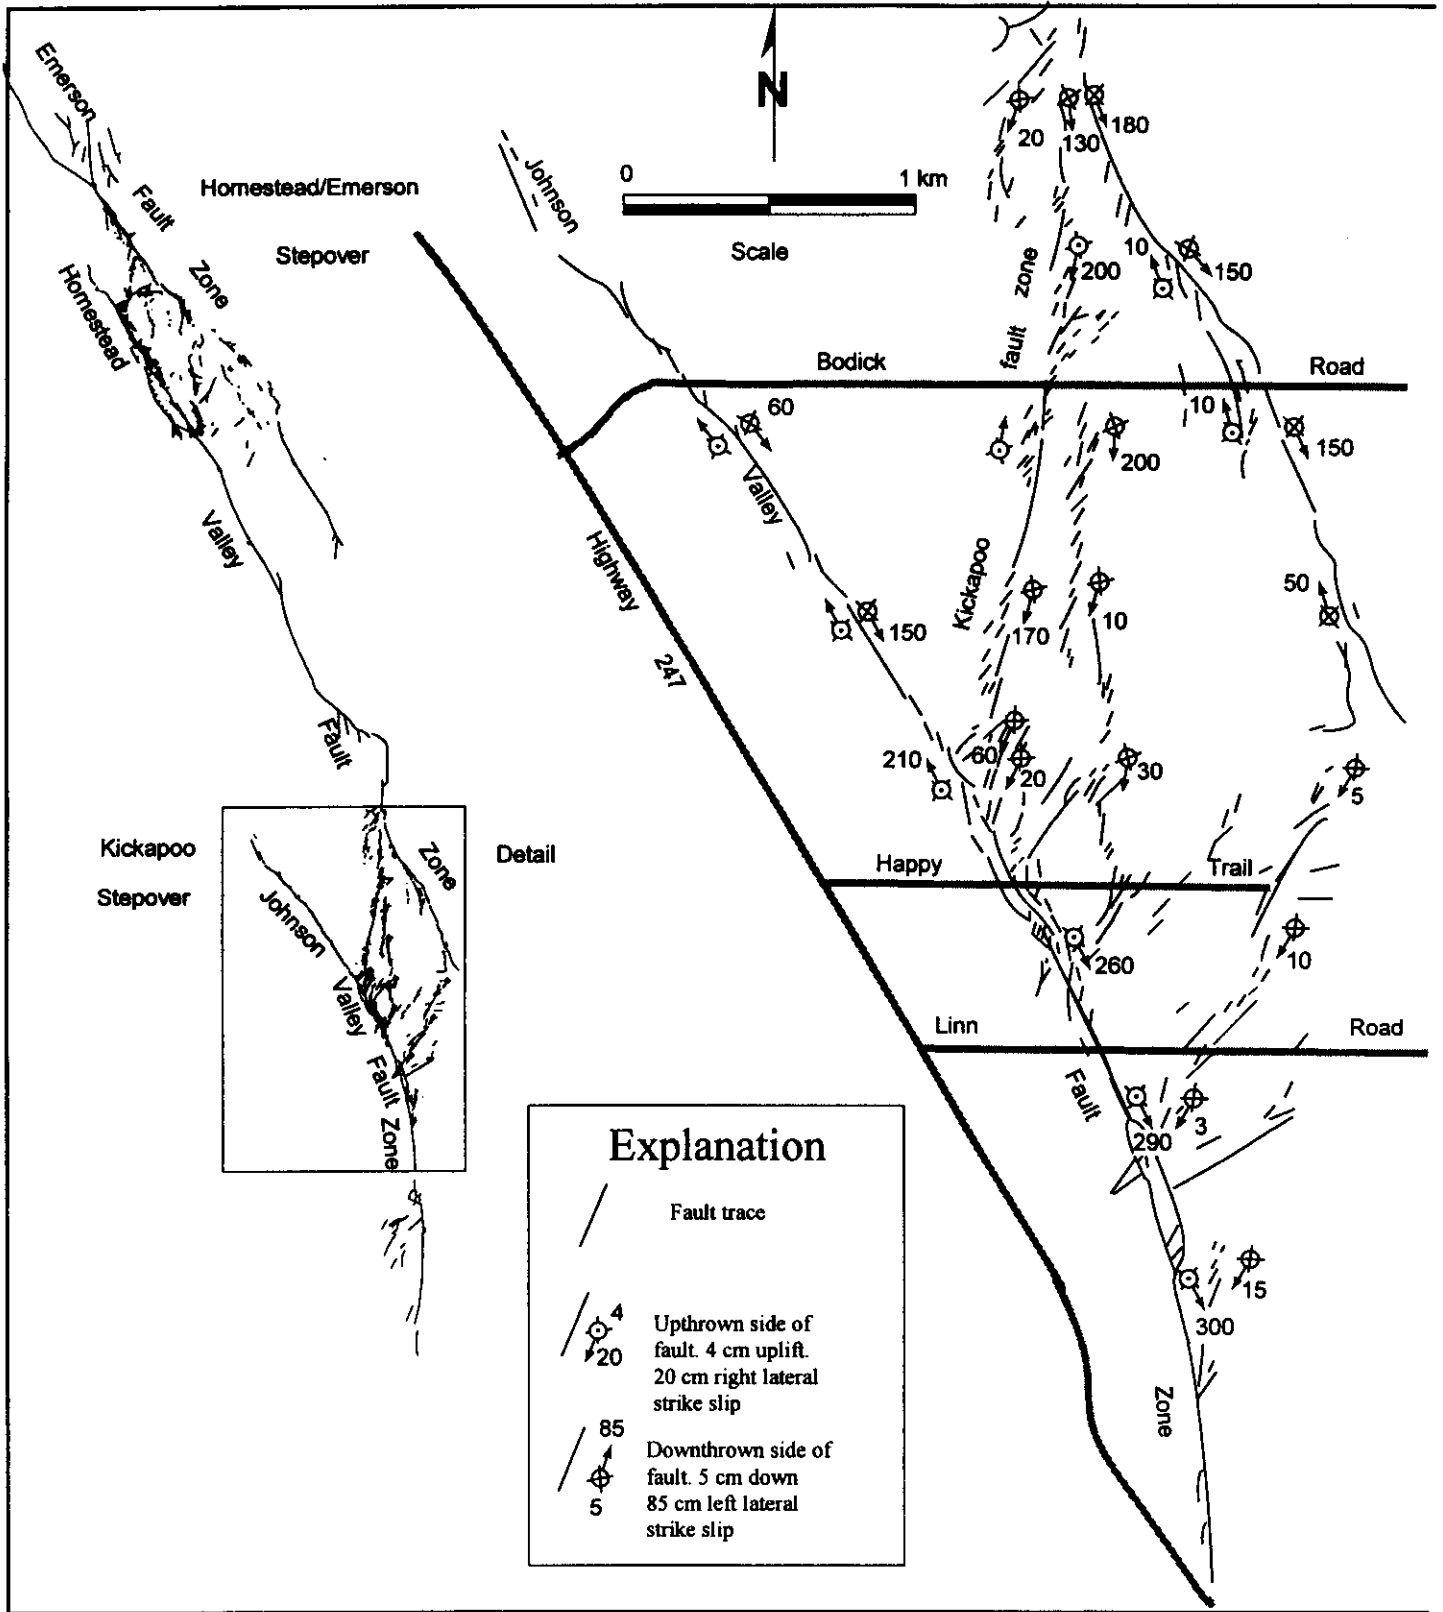 Emerson
Fault
Zone
Homestead
Valley
Fault
Zone
Homestead/Emerson
Stepover
Kickapoo
Stepover
Detail
Johnson
Valley
Fault
Zone
N
0
1 km
Scale
Johnson
Valley
Fault
Zone
Kickapoo
fault
zone
Bodick
Road
Highway
247
Happy
Trail
Linn
Road
20
130
180
200
10
150
60
10
200
150
150
170
10
50
210
60
20
30
5
260
10
290
3
300
15
Explanation
Fault trace
4
20
Upthrown side of
fault. 4 cm uplift.
20 cm right lateral
strike slip
85
5
Downthrown side of
fault. 5 cm down
85 cm left lateral
strike slip